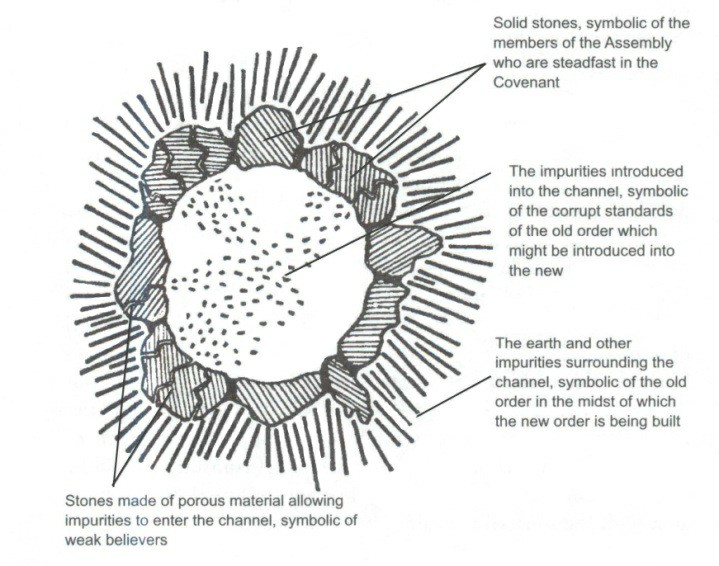 Solid stones, symbolic of the
members of the Assembly
who are steadfast in the
Covenant
The impurities introduced
into the channel, symbolic
of the corrupt standards
of the old order which
might be introduced into
the new
The earth and other
impurities surrounding the
channel, symbolic of the old
order in the midst of which
the new order is being built
Stones made of porous material allowing
impurities to enter the channel, symbolic of
weak believers